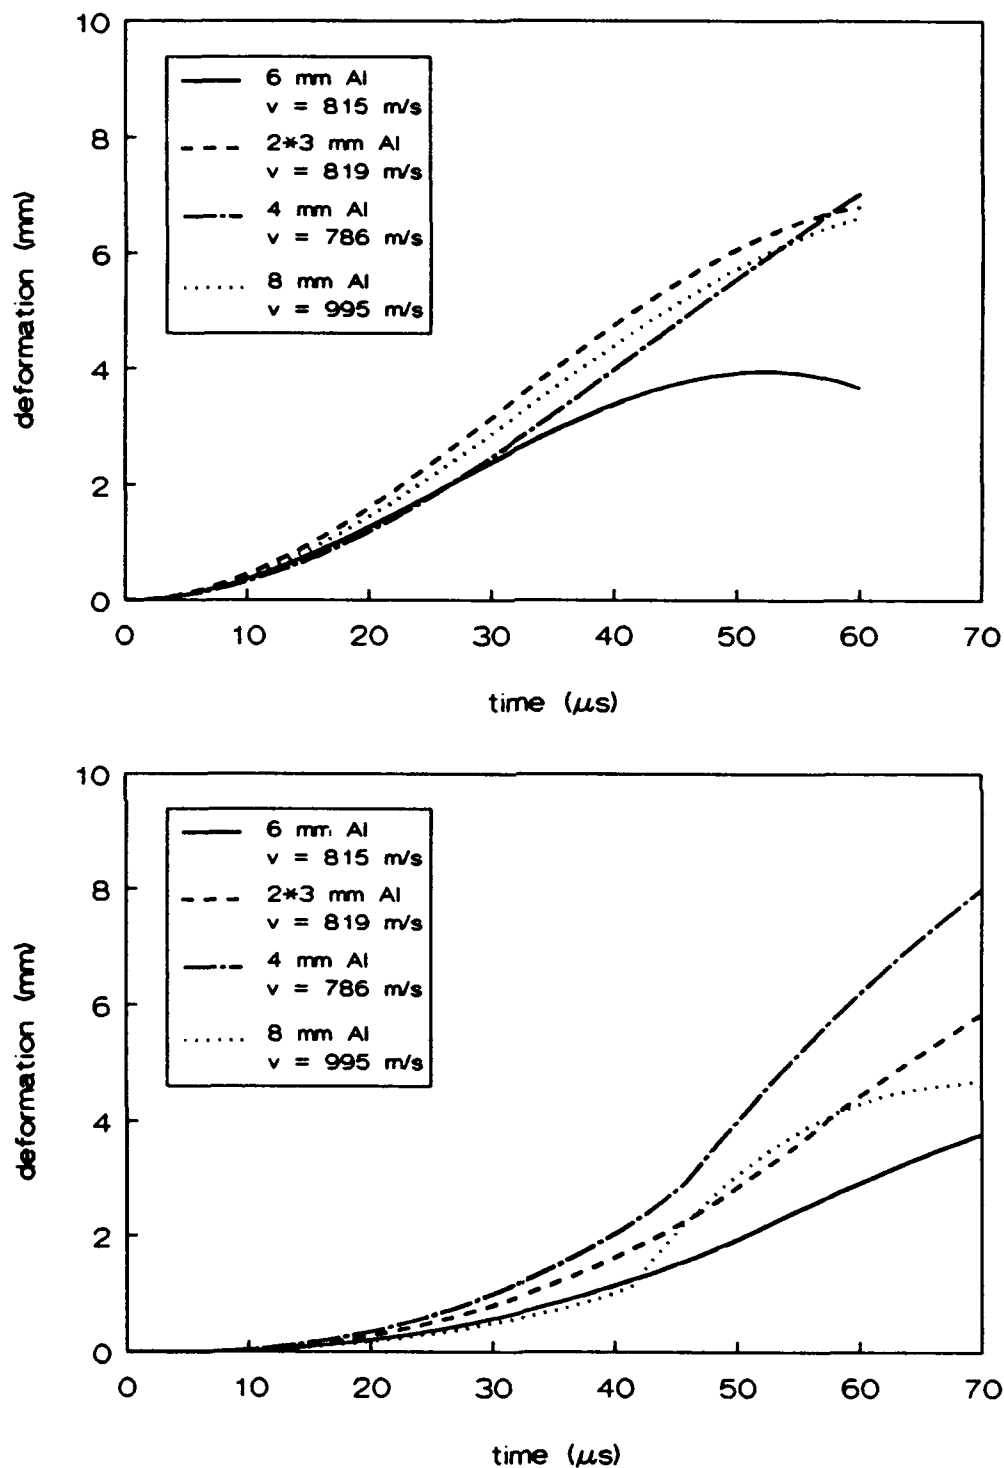 10
8
6
4
2
0
deformation (mm)
6 mm Al
v = 815 m/s
2*3 mm Al
v = 819 m/s
4 mm Al
v = 786 m/s
8 mm Al
v = 995 m/s
0 10 20 30 40 50 60 70
time (μs)
10
8
6
4
2
0
deformation (mm)
6 mm Al
v = 815 m/s
2*3 mm Al
v = 819 m/s
4 mm Al
v = 786 m/s
8 mm Al
v = 995 m/s
0 10 20 30 40 50 60 70
time (μs)